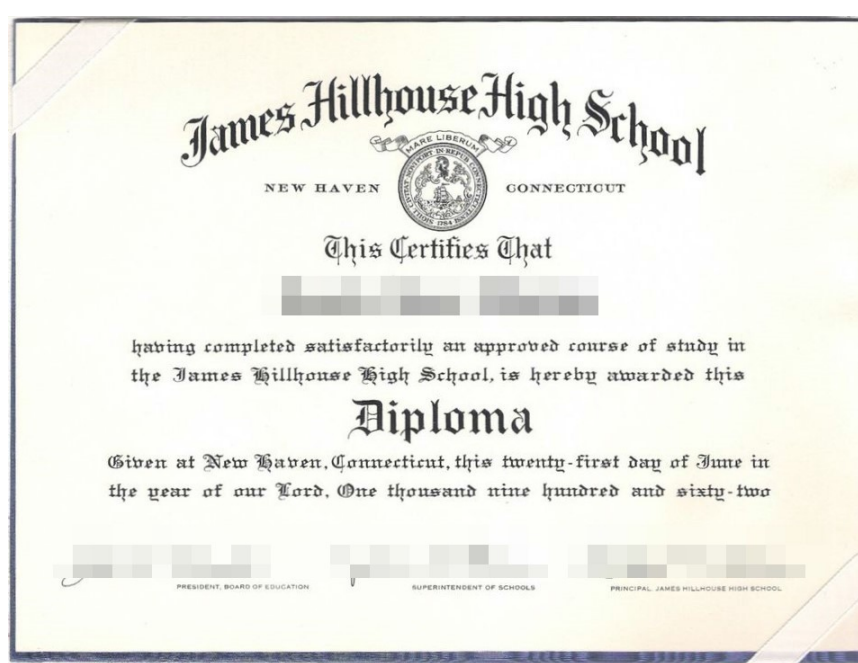 James Hillhouse High School
MARE LIBERUM
NEW HAVEN CONNECTICUT
1784
This Certifies That
having completed satisfactorily an approved course of study in
the James Hillhouse High School, is hereby awarded this
Diploma
Given at New Haven, Connecticut, this twenty-first day of June in
the year of our Lord, One thousand nine hundred and sixty-two
PRESIDENT, BOARD OF EDUCATION SUPERINTENDENT OF SCHOOLS PRINCIPAL, JAMES HILLHOUSE HIGH SCHOOL